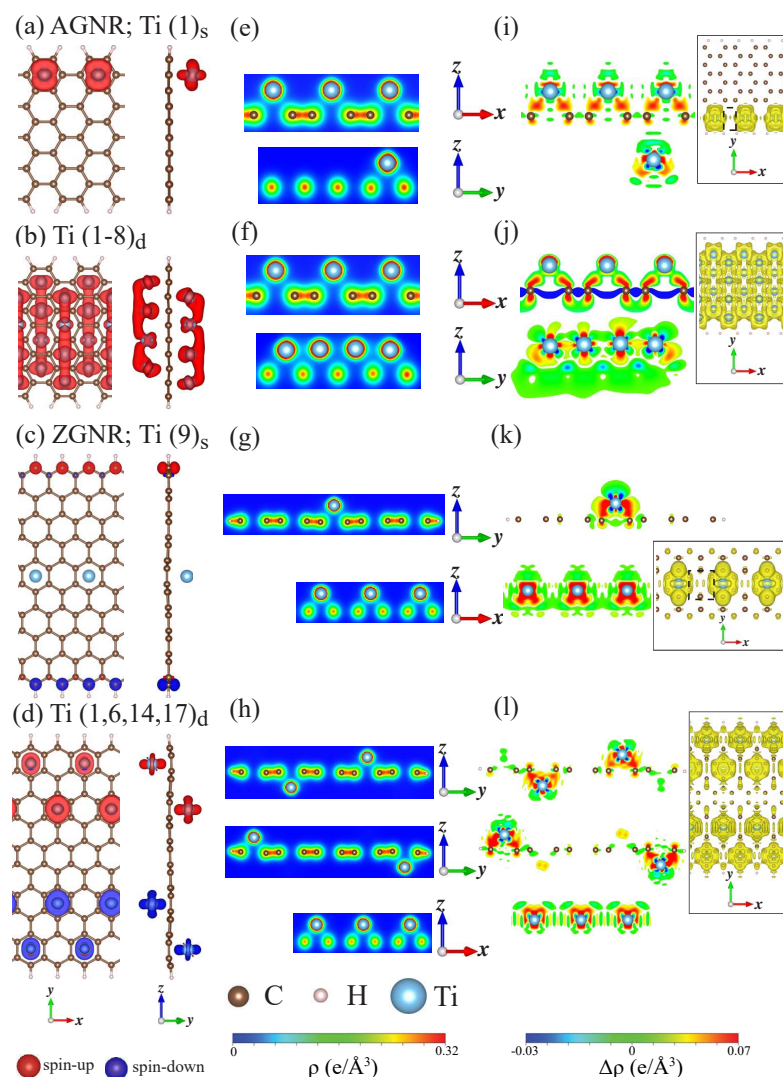 (a) AGNR; Ti (1)s
(e)
(i)
z
x
z
y
y
x
(b) Ti (1-8)d
(f)
(j)
z
x
z
y
y
x
(c) ZGNR; Ti (9)s
(g)
(k)
z
y
z
x
y
x
(d) Ti (1,6,14,17)d
(h)
(l)
z
y
z
y
z
x
y
x
y
x
z
y
C
H
Ti
0
0.32
-0.03
0
0.07
spin-up
spin-down
ρ (e/Å³)
Δρ (e/Å³)